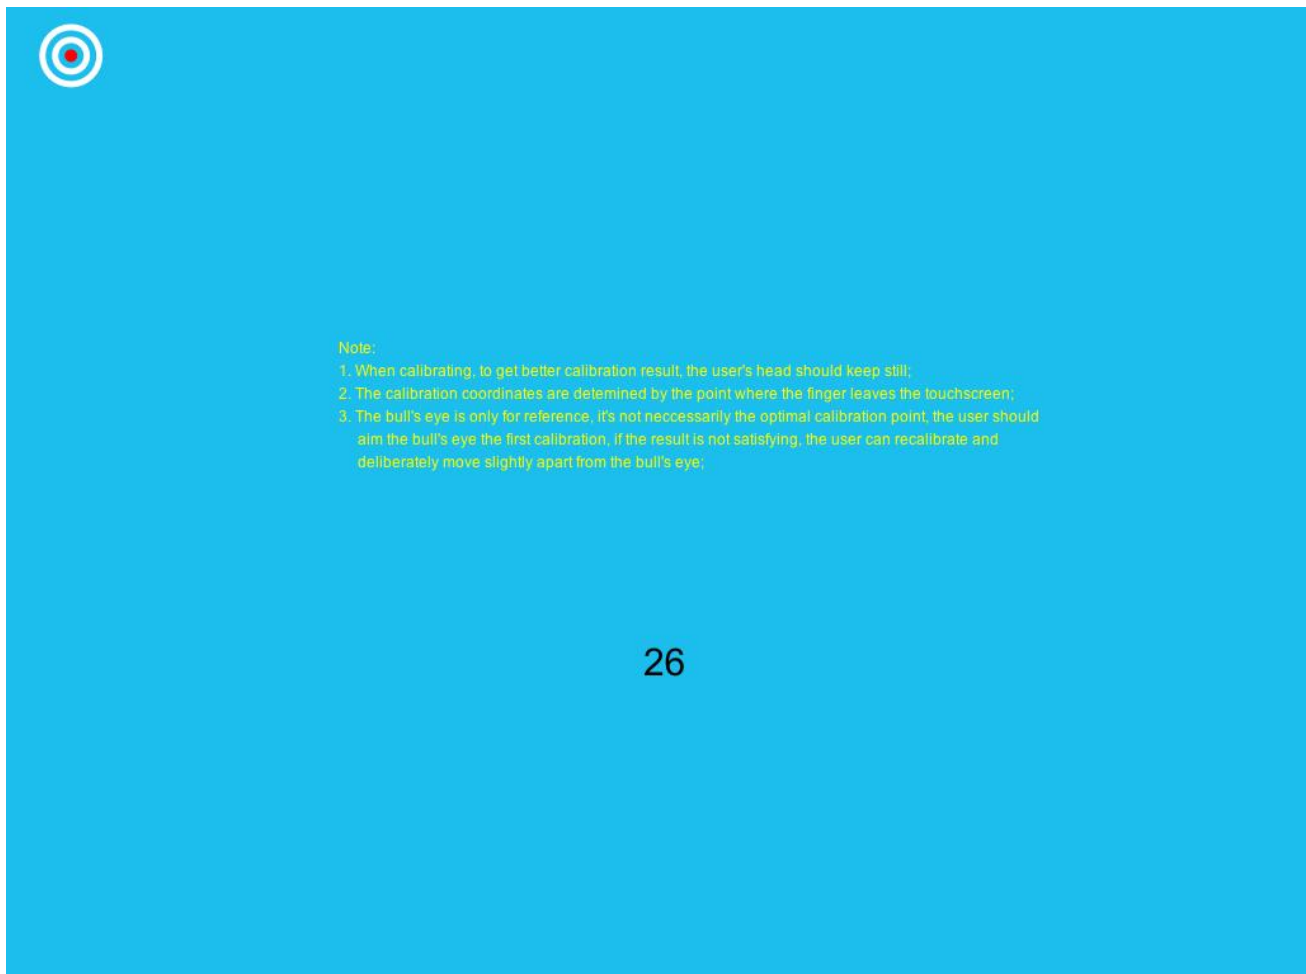 Note:
1. When calibrating, to get better calibration result, the user's head should keep still;
2. The calibration coordinates are detemined by the point where the finger leaves the touchscreen;
3. The bull's eye is only for reference, it's not neccessarily the optimal calibration point, the user should
aim the bull's eye the first calibration, if the result is not satisfying, the user can recalibrate and
deliberately move slightly apart from the bull's eye;
26